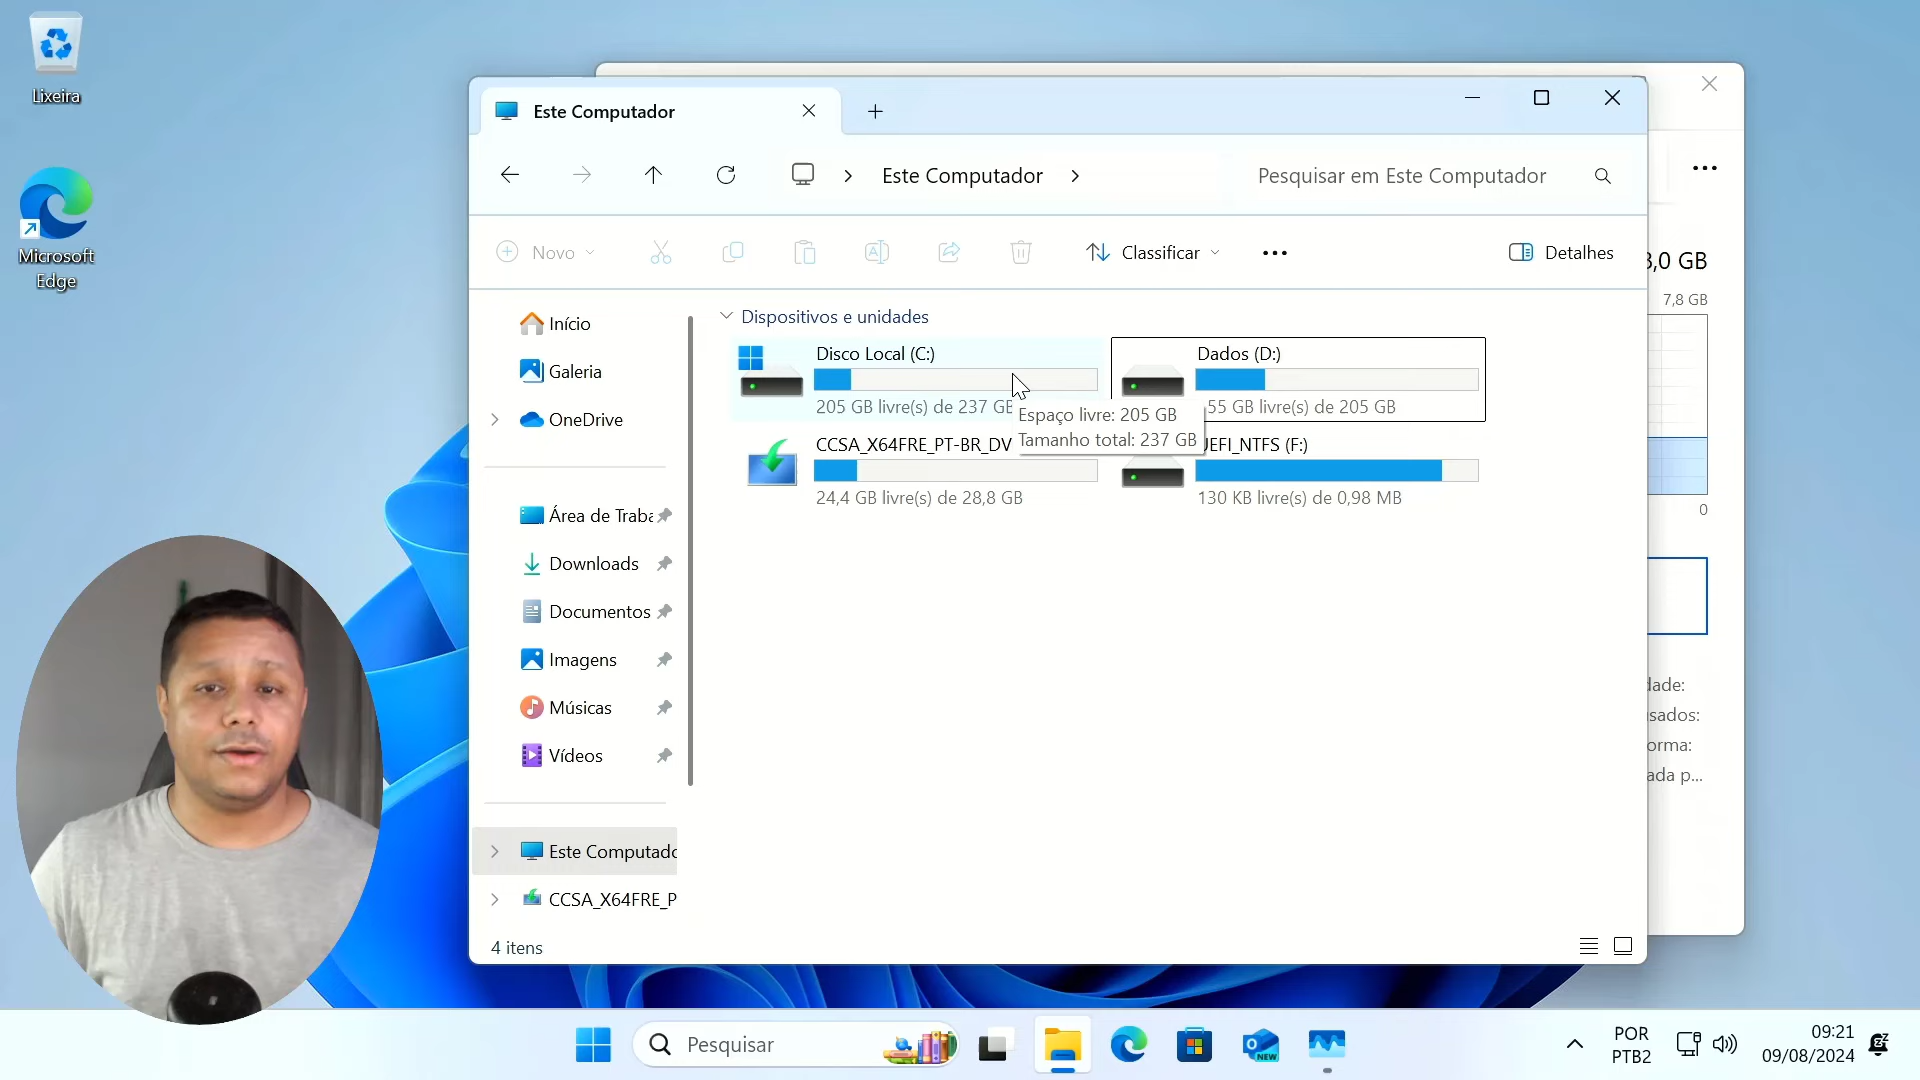 Lixeira
Microsoft
Edge
Este Computador
Este Computador
Pesquisar em Este Computador
Novo
Classificar
Detalhes
3,0 GB
7,8 GB
0
Início
Galeria
OneDrive
Área de Traba
Downloads
Documentos
Imagens
Músicas
Vídeos
Este Computado
CCSA_X64FRE_P
Dispositivos e unidades
Disco Local (C:)
205 GB livre(s) de 237 GB
Dados (D:)
55 GB livre(s) de 205 GB
Espaço livre: 205 GB
Tamanho total: 237 GB
CCSA_X64FRE_PT-BR_DV
24,4 GB livre(s) de 28,8 GB
UEFI_NTFS (F:)
130 KB livre(s) de 0,98 MB
dade:
sados:
orma:
ada p...
4 itens
Pesquisar
NEW
POR
PTB2
09:21
09/08/2024